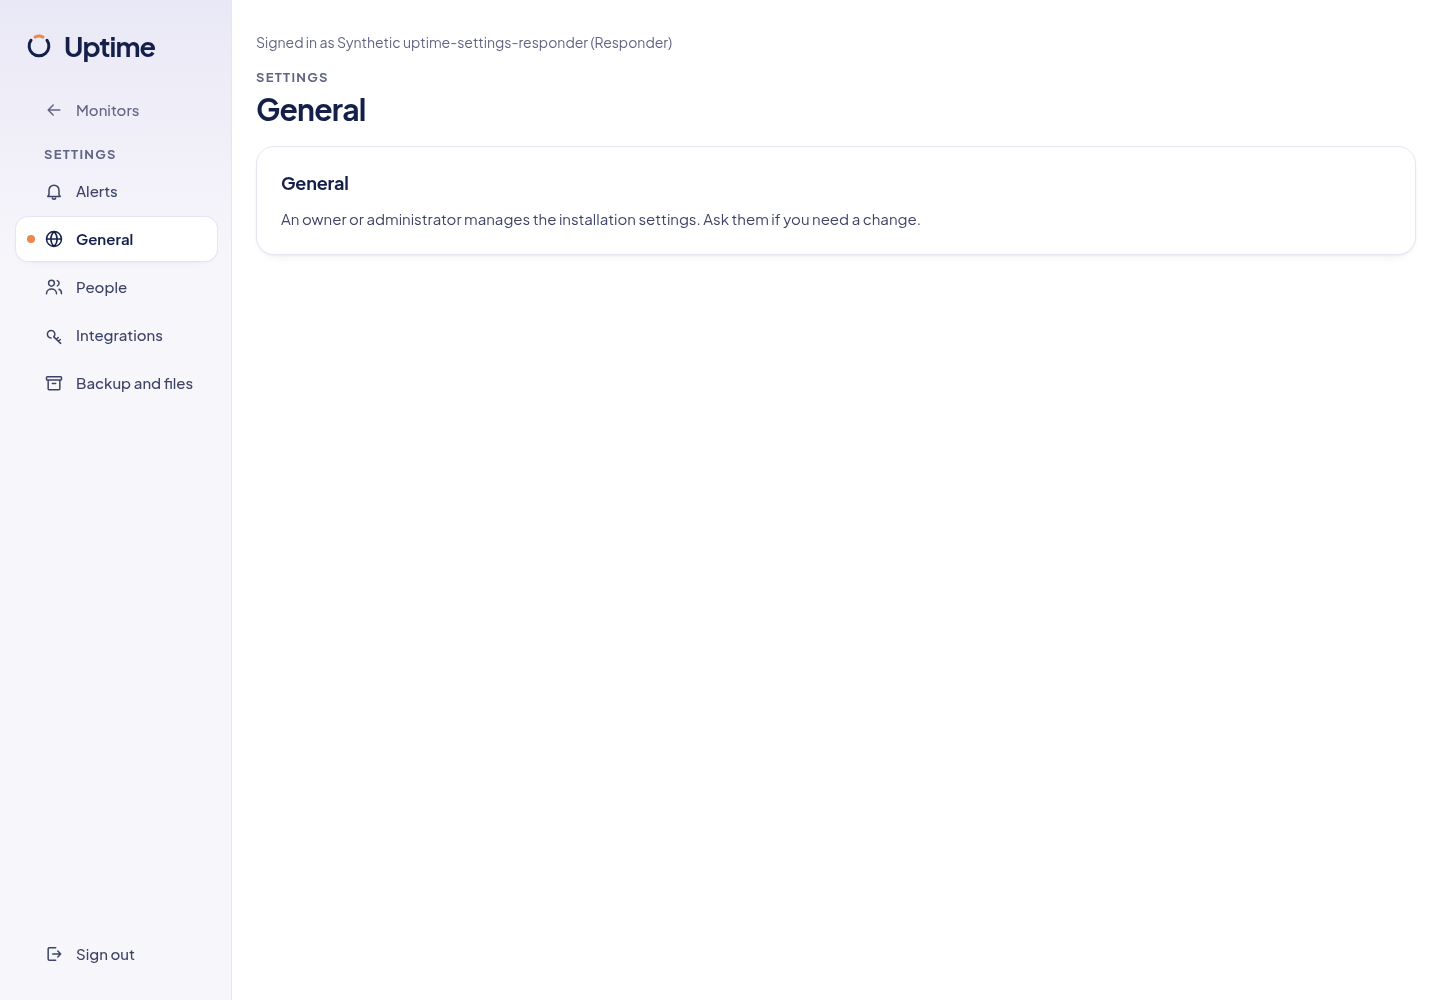 Uptime
Monitors
SETTINGS
Alerts
General
People
Integrations
Backup and files
Sign out
Signed in as Synthetic uptime-settings-responder (Responder)
SETTINGS
General
General
An owner or administrator manages the installation settings. Ask them if you need a change.